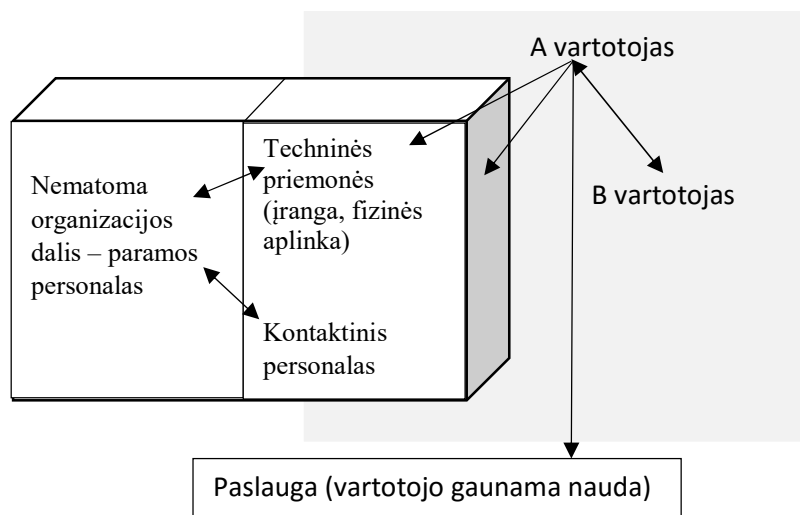 A vartotojas
Nematoma
organizacijos
dalis – paramos
personalas
Techninės
priemonės
(įranga, fizinės
aplinka)
Kontaktinis
personalas
B vartotojas
Paslauga (vartotojo gaunama nauda)